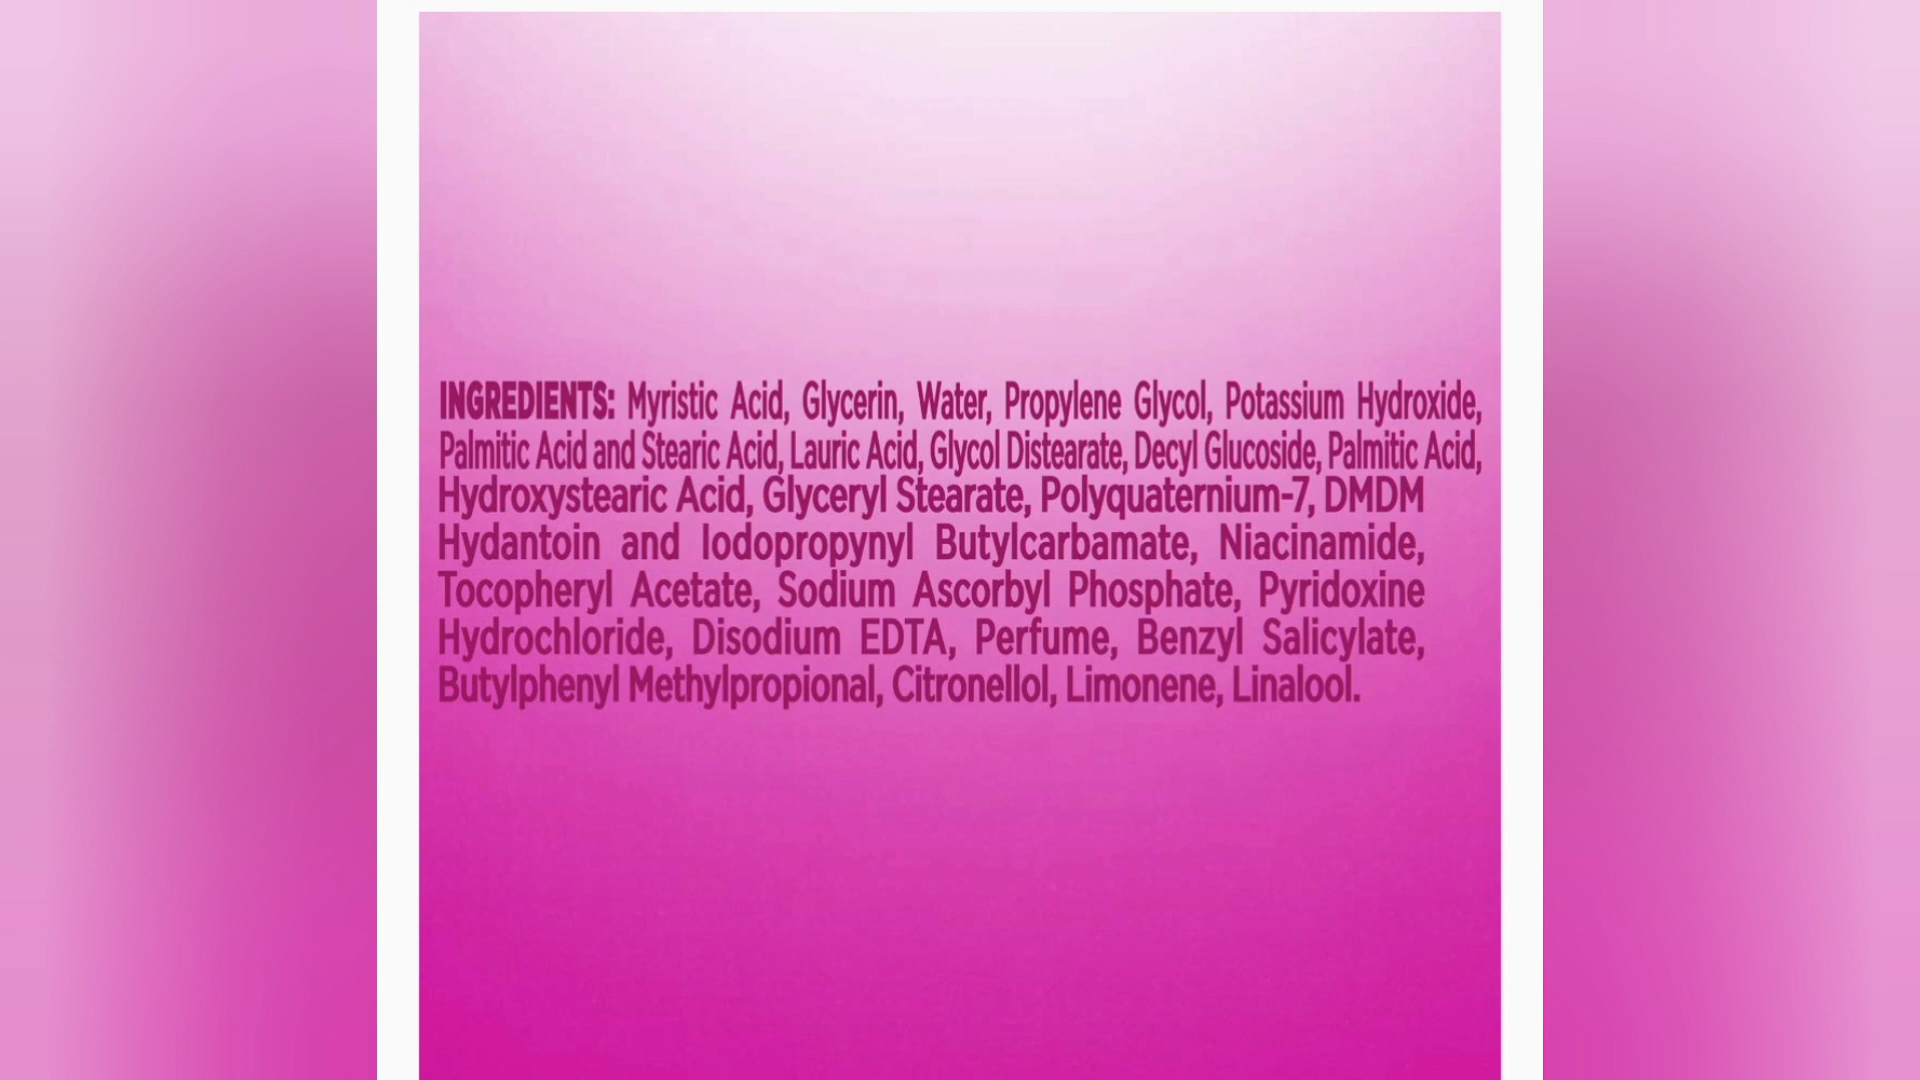 INGREDIENTS: Myristic Acid, Glycerin, Water, Propylene Glycol, Potassium Hydroxide,
Palmitic Acid and Stearic Acid, Lauric Acid, Glycol Distearate, Decyl Glucoside, Palmitic Acid,
Hydroxystearic Acid, Glyceryl Stearate, Polyquaternium-7, DMDM
Hydantoin and Iodopropynyl Butylcarbamate, Niacinamide,
Tocopheryl Acetate, Sodium Ascorbyl Phosphate, Pyridoxine
Hydrochloride, Disodium EDTA, Perfume, Benzyl Salicylate,
Butylphenyl Methylpropional, Citronellol, Limonene, Linalool.